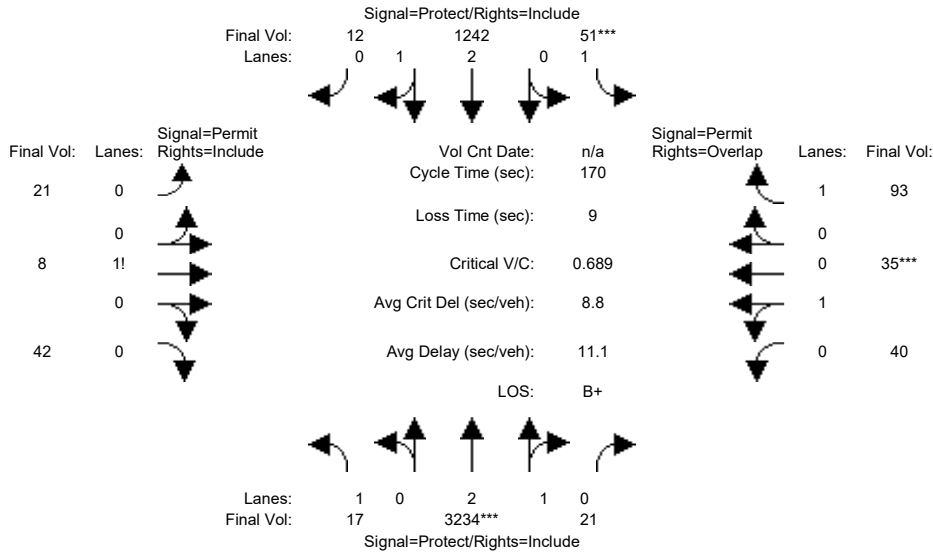 Signal=Protect/Rights=Include
Final Vol: 12 1242 51***
Lanes: 0 1 2 0 1
Signal=Permit Signal=Permit
Final Vol: Lanes: Rights=Include Vol Cnt Date: n/a Rights=Overlap Lanes: Final Vol:
Cycle Time (sec): 170
21 0 1 93
Loss Time (sec): 9
0 0
8 1! Critical V/C: 0.689 0 35***
0 Avg Crit Del (sec/veh): 8.8 1
42 0 Avg Delay (sec/veh): 11.1 0 40
LOS: B+
Lanes: 1 0 2 1 0
Final Vol: 17 3234*** 21
Signal=Protect/Rights=Include